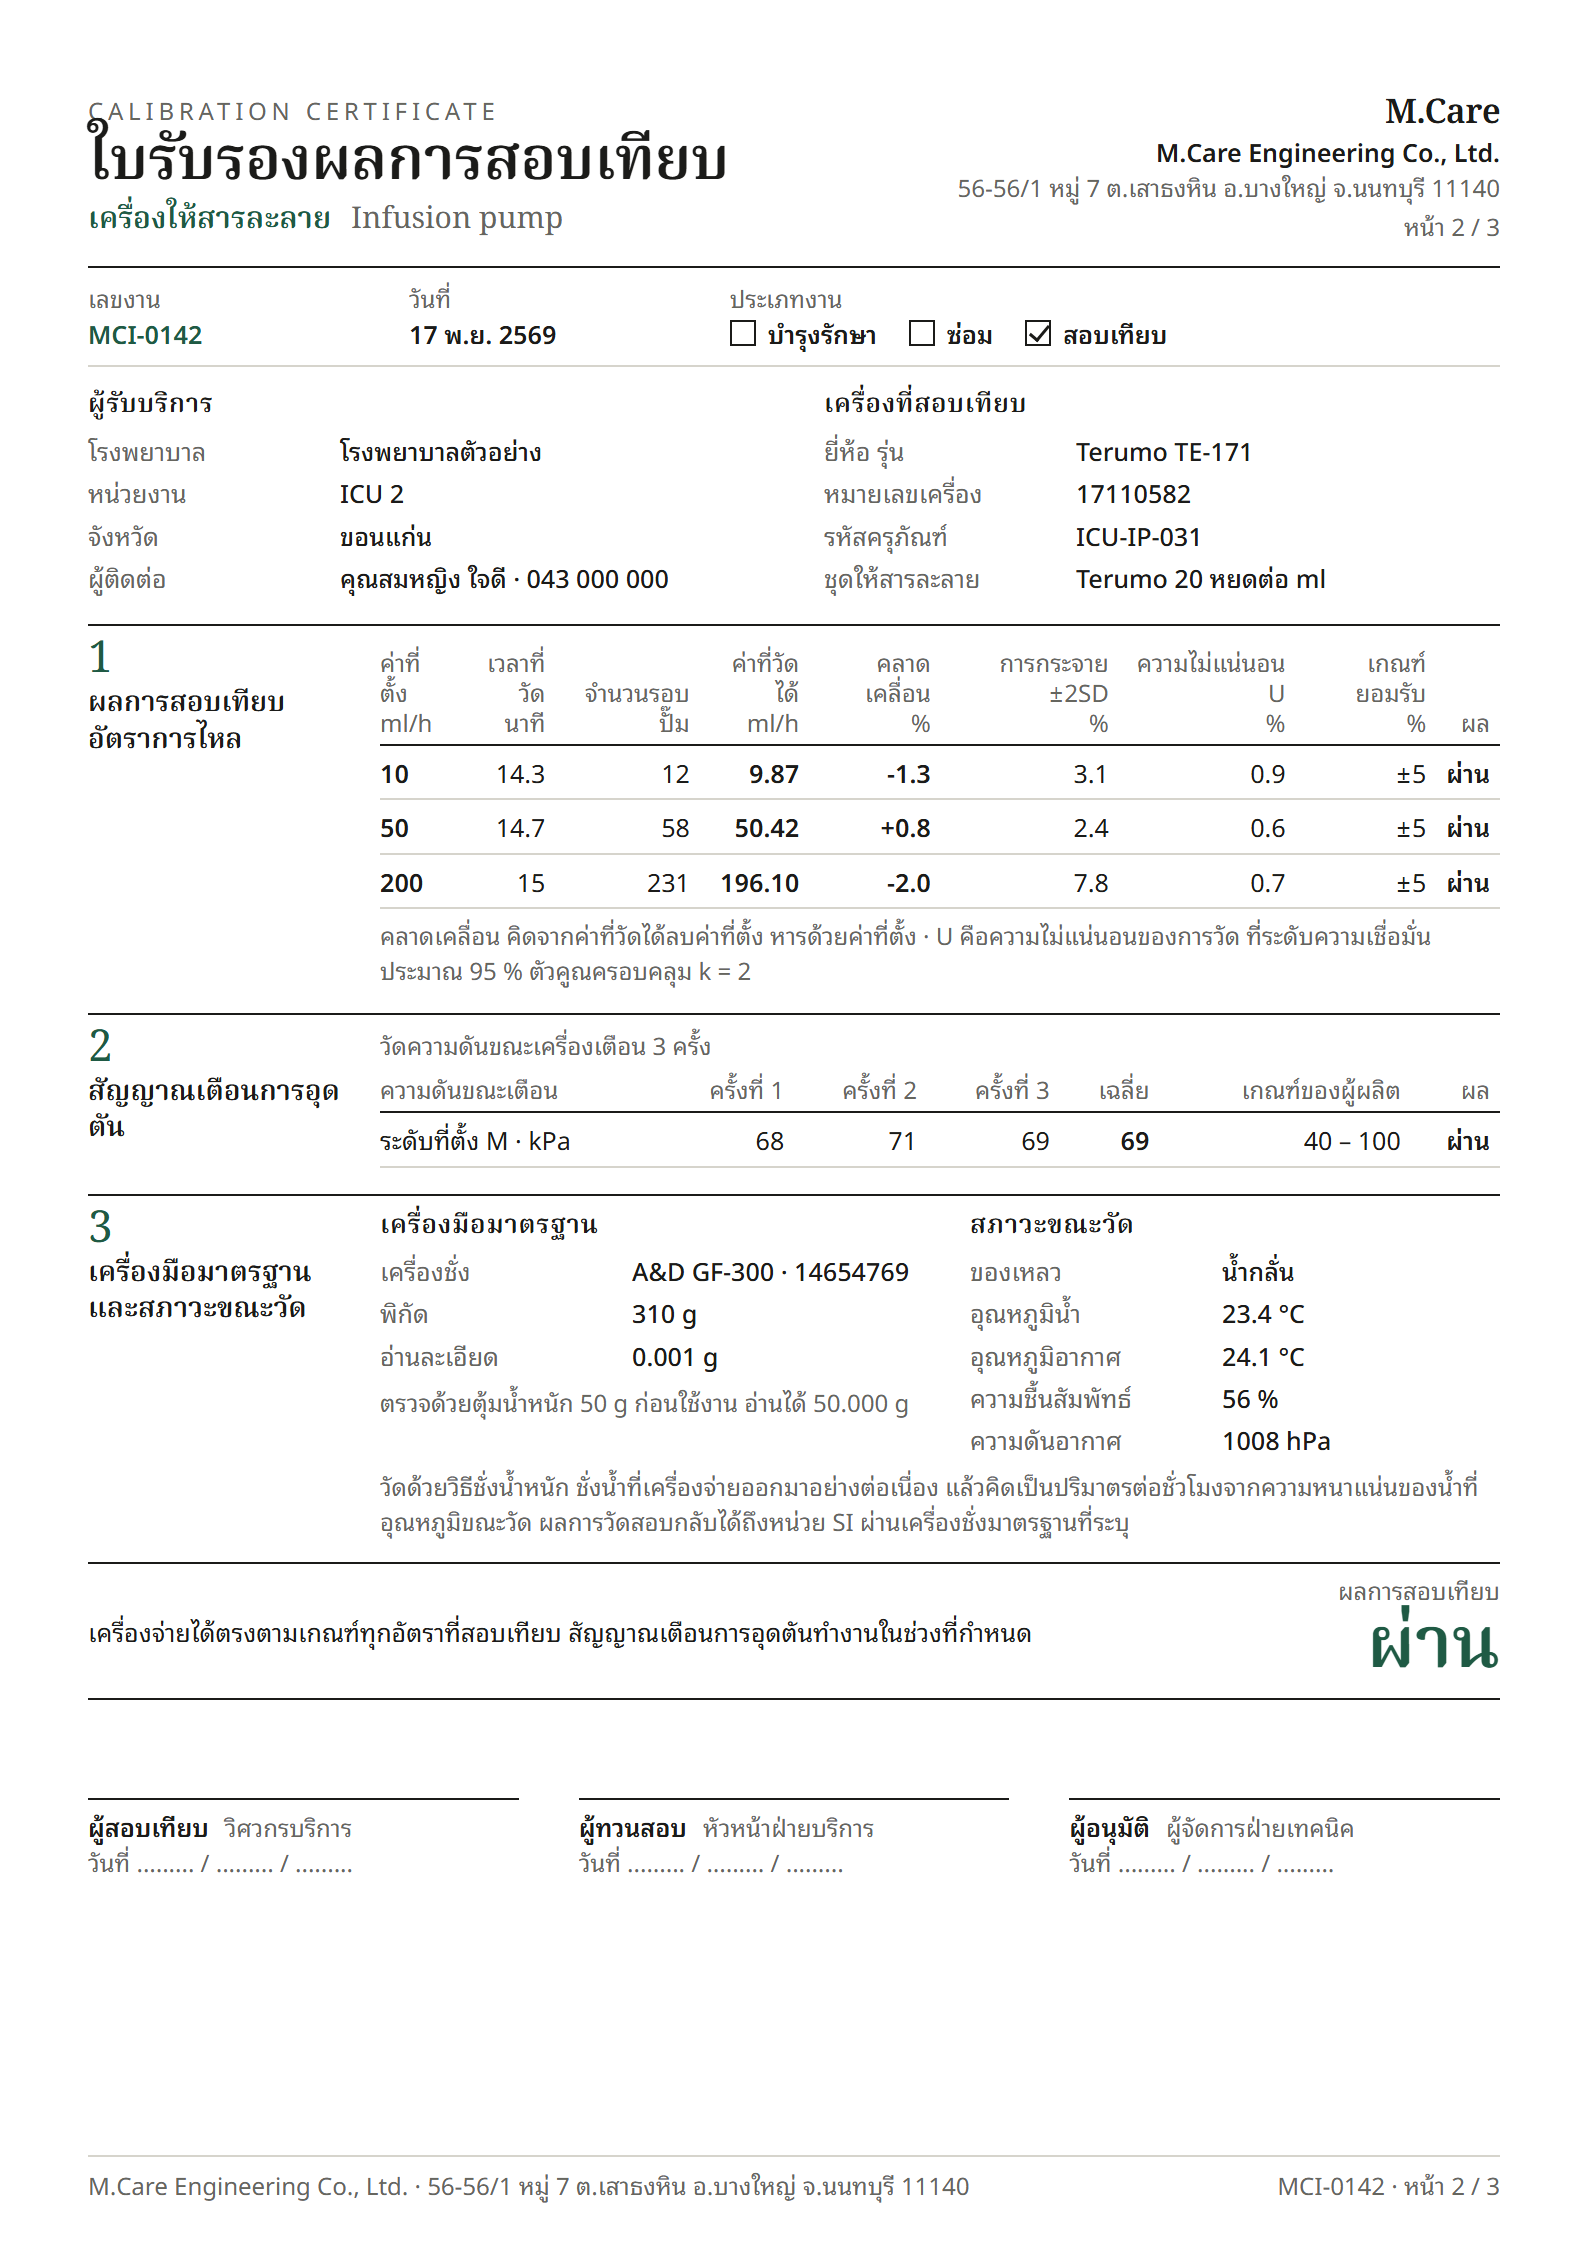 CALIBRATION CERTIFICATE
ใบรับรองผลการสอบเทียบ
เครื่องให้สารละลาย Infusion pump
M.Care
M.Care Engineering Co., Ltd.
56-56/1 หมู่ 7 ต.เสาธงหิน อ.บางใหญ่ จ.นนทบุรี 11140
หน้า 2 / 3
เลขงาน วันที่ ประเภทงาน
MCI-0142 17 พ.ย. 2569 บำรุงรักษา ซ่อม สอบเทียบ
ผู้รับบริการ
โรงพยาบาล โรงพยาบาลตัวอย่าง
หน่วยงาน ICU 2
จังหวัด ขอนแก่น
ผู้ติดต่อ คุณสมหญิง ใจดี · 043 000 000
เครื่องที่สอบเทียบ
ยี่ห้อ รุ่น Terumo TE-171
หมายเลขเครื่อง 17110582
รหัสครุภัณฑ์ ICU-IP-031
ชุดให้สารละลาย Terumo 20 หยดต่อ ml
1
ผลการสอบเทียบ
อัตราการไหล
ค่าที่ เวลาที่ ค่าที่วัด คลาด การกระจาย ความไม่แน่นอน เกณฑ์
ตั้ง วัด จำนวนรอบ ได้ เคลื่อน ±2SD U ยอมรับ
ml/h นาที ปั๊ม ml/h % % % % ผล
10 14.3 12 9.87 -1.3 3.1 0.9 ±5 ผ่าน
50 14.7 58 50.42 +0.8 2.4 0.6 ±5 ผ่าน
200 15 231 196.10 -2.0 7.8 0.7 ±5 ผ่าน
คลาดเคลื่อน คิดจากค่าที่วัดได้ลบค่าที่ตั้ง หารด้วยค่าที่ตั้ง · U คือความไม่แน่นอนของการวัด ที่ระดับความเชื่อมั่น
ประมาณ 95 % ตัวคูณครอบคลุม k = 2
2
สัญญาณเตือนการอุด
ตัน
วัดความดันขณะเครื่องเตือน 3 ครั้ง
ความดันขณะเตือน ครั้งที่ 1 ครั้งที่ 2 ครั้งที่ 3 เฉลี่ย เกณฑ์ของผู้ผลิต ผล
ระดับที่ตั้ง M · kPa 68 71 69 69 40 – 100 ผ่าน
3
เครื่องมือมาตรฐาน
และสภาวะขณะวัด
เครื่องมือมาตรฐาน
เครื่องชั่ง A&D GF-300 · 14654769
พิกัด 310 g
อ่านละเอียด 0.001 g
ตรวจด้วยตุ้มน้ำหนัก 50 g ก่อนใช้งาน อ่านได้ 50.000 g
สภาวะขณะวัด
ของเหลว น้ำกลั่น
อุณหภูมิน้ำ 23.4 °C
อุณหภูมิอากาศ 24.1 °C
ความชื้นสัมพัทธ์ 56 %
ความดันอากาศ 1008 hPa
วัดด้วยวิธีชั่งน้ำหนัก ชั่งน้ำที่เครื่องจ่ายออกมาอย่างต่อเนื่อง แล้วคิดเป็นปริมาตรต่อชั่วโมงจากความหนาแน่นของน้ำที่
อุณหภูมิขณะวัด ผลการวัดสอบกลับได้ถึงหน่วย SI ผ่านเครื่องชั่งมาตรฐานที่ระบุ
เครื่องจ่ายได้ตรงตามเกณฑ์ทุกอัตราที่สอบเทียบ สัญญาณเตือนการอุดตันทำงานในช่วงที่กำหนด
ผลการสอบเทียบ
ผ่าน
ผู้สอบเทียบ วิศวกรบริการ
วันที่ ......... / ......... / .........
ผู้ทวนสอบ หัวหน้าฝ่ายบริการ
วันที่ ......... / ......... / .........
ผู้อนุมัติ ผู้จัดการฝ่ายเทคนิค
วันที่ ......... / ......... / .........
M.Care Engineering Co., Ltd. · 56-56/1 หมู่ 7 ต.เสาธงหิน อ.บางใหญ่ จ.นนทบุรี 11140 MCI-0142 · หน้า 2 / 3